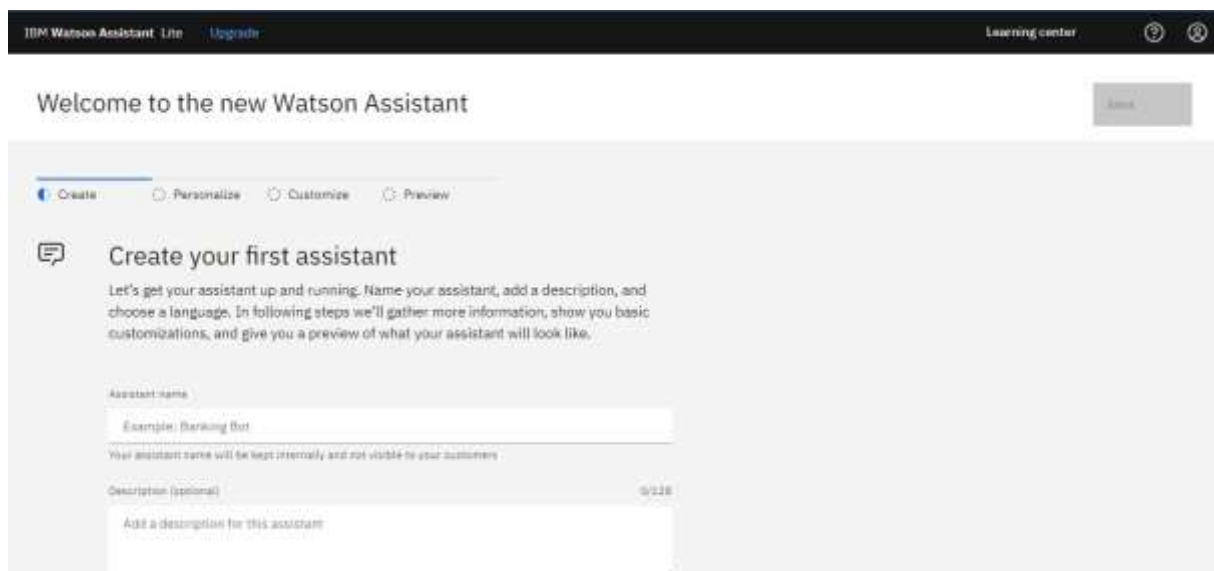 IBM Watson Assistant Lite Upgrade Learning center
Welcome to the new Watson Assistant
Create Personalize Customize Preview
Create your first assistant
Let's get your assistant up and running. Name your assistant, add a description, and
choose a language. In following steps we'll gather more information, show you basic
customizations, and give you a preview of what your assistant will look like.
Assistant name
Example: Banking Bot
Your assistant name will be kept internally and not visible to your customers
Description (optional) 0/128
Add a description for this assistant